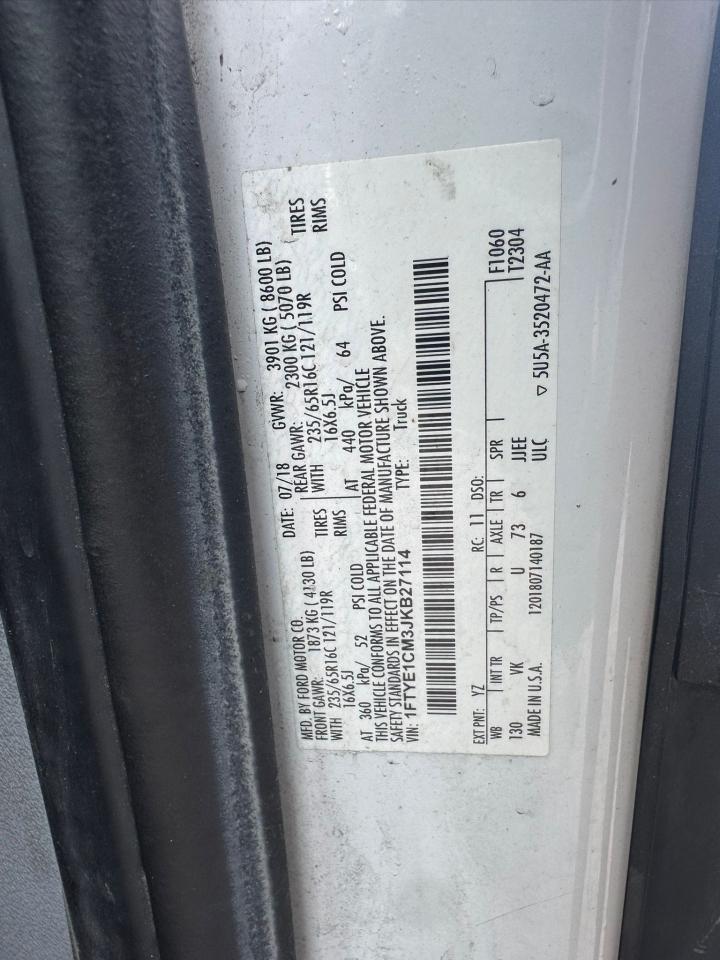 MFD. BY FORD MOTOR CO. DATE: 07/18 GVWR: 3901 KG ( 8600 LB)
FRONT GAWR: 1873 KG ( 4130 LB) REAR GAWR: 2300 KG ( 5070 LB)
WITH 235/65R16C 121/119R TIRES WITH 235/65R16C 121/119R TIRES
16X6.5J RIMS 16X6.5J RIMS
AT 360 kPa/ 52 PSI COLD AT 440 kPa/ 64 PSI COLD
THIS VEHICLE CONFORMS TO ALL APPLICABLE FEDERAL MOTOR VEHICLE
SAFETY STANDARDS IN EFFECT ON THE DATE OF MANUFACTURE SHOWN ABOVE.
VIN: 1FTYE1CM3JKB27114 TYPE: Truck
EXT PNT: YZ RC: 11 DSO: F1060
WB INT TR TP/PS R AXLE TR SPR T2304
130 VK U 73 6 JJEE
MADE IN U.S.A. 1201807140187 ULC
▽ 5U5A-3520472-AA